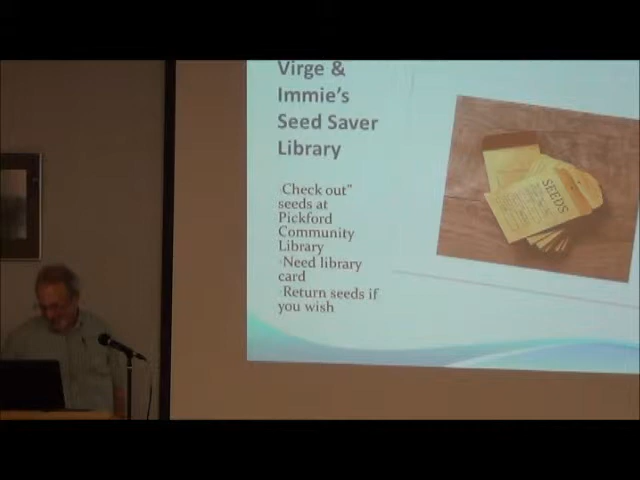 Virge &
Immie's
Seed Saver
Library
Check out"
seeds at
Pickford
Community
Library
Need library
card
Return seeds if
you wish
SEEDS